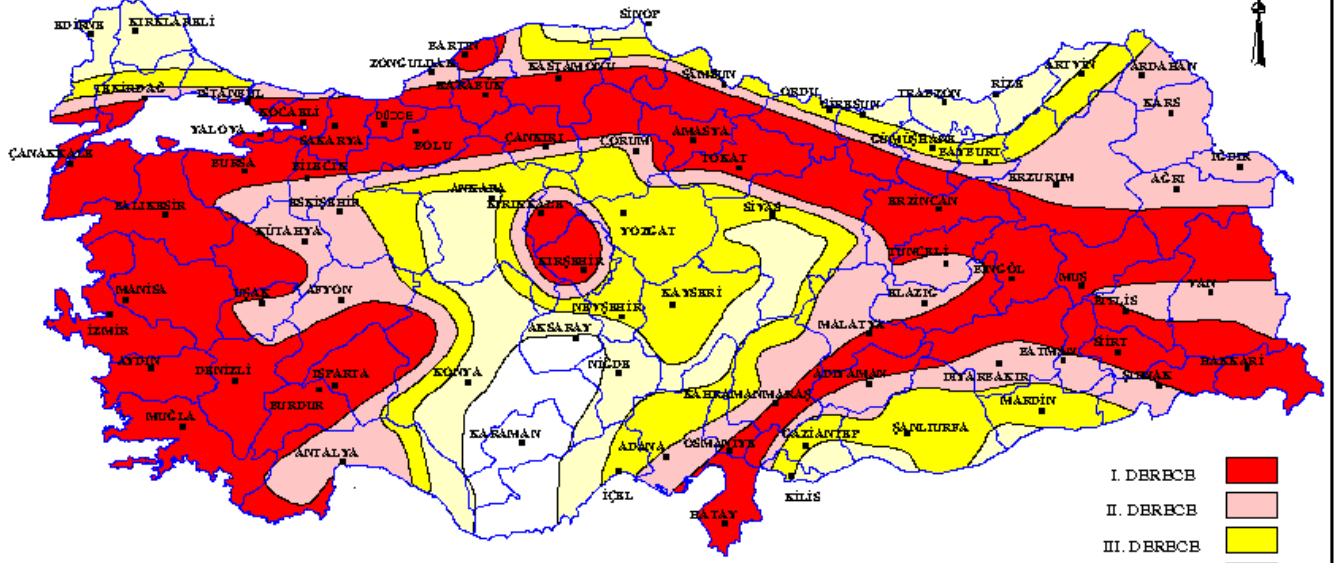 SİNOP
EDİRNE
KIRKLARELİ
BARTIN
ZONGULDAK
KASTAMONU
SAMSUN
ARTVİN
ARDAHAN
TEKİRDAĞ
İSTANBUL
KARABUK
ORDU
GİRESUN
TRABZON
RİZE
KARS
KOCAELİ
YALOVA
SAKARYA
DÜZCE
BOLU
ÇANKIRI
ÇORUM
AMASYA
TOKAT
GÜMÜŞHANE
BAYBURT
ÇANAKKALE
BURSA
BİLECİK
ERZURUM
AĞRI
IĞDIR
BALIKESİR
ESKİŞEHİR
ANKARA
KIRIKKALE
YOZGAT
SİVAS
ERZİNCAN
KÜTAHYA
TUNCELİ
BİNGÖL
MUŞ
KIRŞEHİR
MANİSA
UŞAK
AFYON
NEVŞEHİR
KAYSERİ
ELAZIĞ
BİTLİS
VAN
İZMİR
AKSARAY
MALATYA
SİİRT
AYDIN
DENİZLİ
ISPARTA
KONYA
NİĞDE
ADIYAMAN
DİYARBAKIR
BATMAN
ŞIRNAK
HAKKARİ
BURDUR
KAHRAMANMARAŞ
MARDİN
MUĞLA
KARAMAN
ADANA
OSMANİYE
GAZİANTEP
ŞANLIURFA
ANTALYA
İÇEL
KİLİS
HATAY
I. DERECE
II. DERECE
III. DERECE